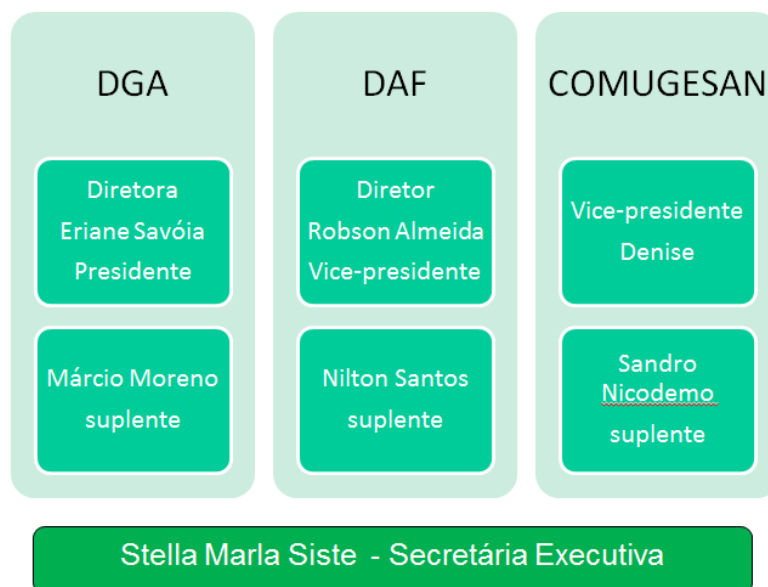 DGA
Diretora
Eriane Savóia
Presidente
Márcio Moreno
suplente
DAF
Diretor
Robson Almeida
Vice-presidente
Nilton Santos
suplente
COMUGESAN
Vice-presidente
Denise
Sandro
Nicodemo
suplente
Stella Marla Siste - Secretária Executiva